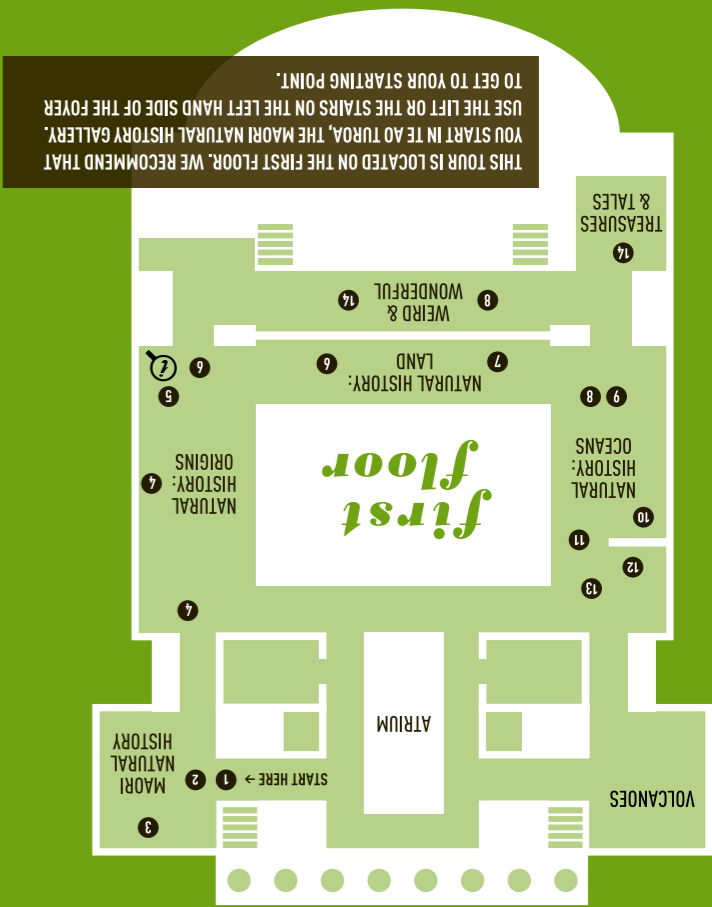 3
VOLCANOES
START HERE → 1 2
MAORI
NATURAL
HISTORY
ATRIUM
4
13
12
11
10
NATURAL
HISTORY:
OCEANS
first
floor
NATURAL
HISTORY:
ORIGINS
4
9 8
5
7
NATURAL HISTORY:
LAND
6
6
i
8
WEIRD &
WONDERFUL
14
14
TREASURES
& TALES
THIS TOUR IS LOCATED ON THE FIRST FLOOR. WE RECOMMEND THAT
YOU START IN TE AO TUROA, THE MAORI NATURAL HISTORY GALLERY.
USE THE LIFT OR THE STAIRS ON THE LEFT HAND SIDE OF THE FOYER
TO GET TO YOUR STARTING POINT.